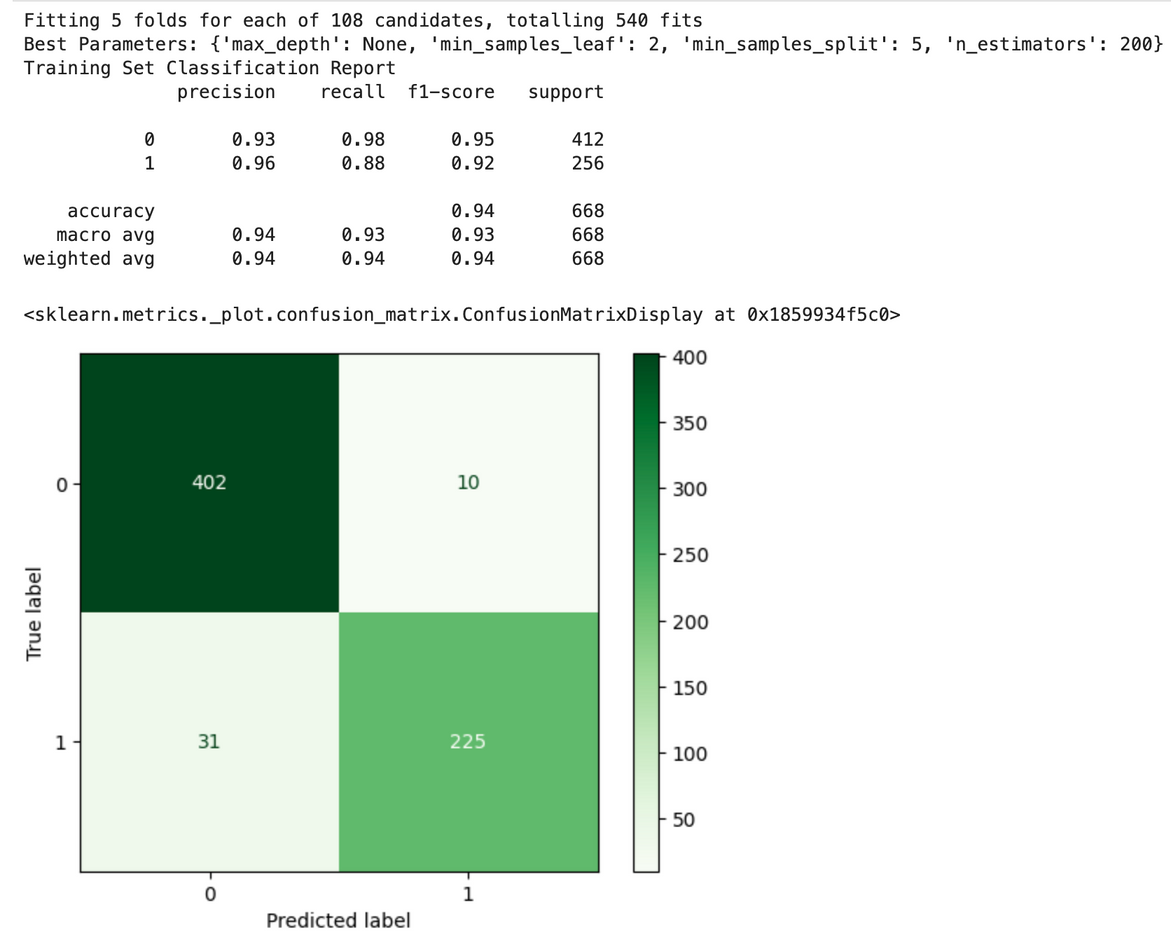 Fitting 5 folds for each of 108 candidates, totalling 540 fits
Best Parameters: {'max_depth': None, 'min_samples_leaf': 2, 'min_samples_split': 5, 'n_estimators': 200}
Training Set Classification Report
precision recall f1-score support
0 0.93 0.98 0.95 412
1 0.96 0.88 0.92 256
accuracy 0.94 668
macro avg 0.94 0.93 0.93 668
weighted avg 0.94 0.94 0.94 668
<sklearn.metrics._plot.confusion_matrix.ConfusionMatrixDisplay at 0x1859934f5c0>
True label
0
1
402 10
31 225
0 1
Predicted label
400
350
300
250
200
150
100
50